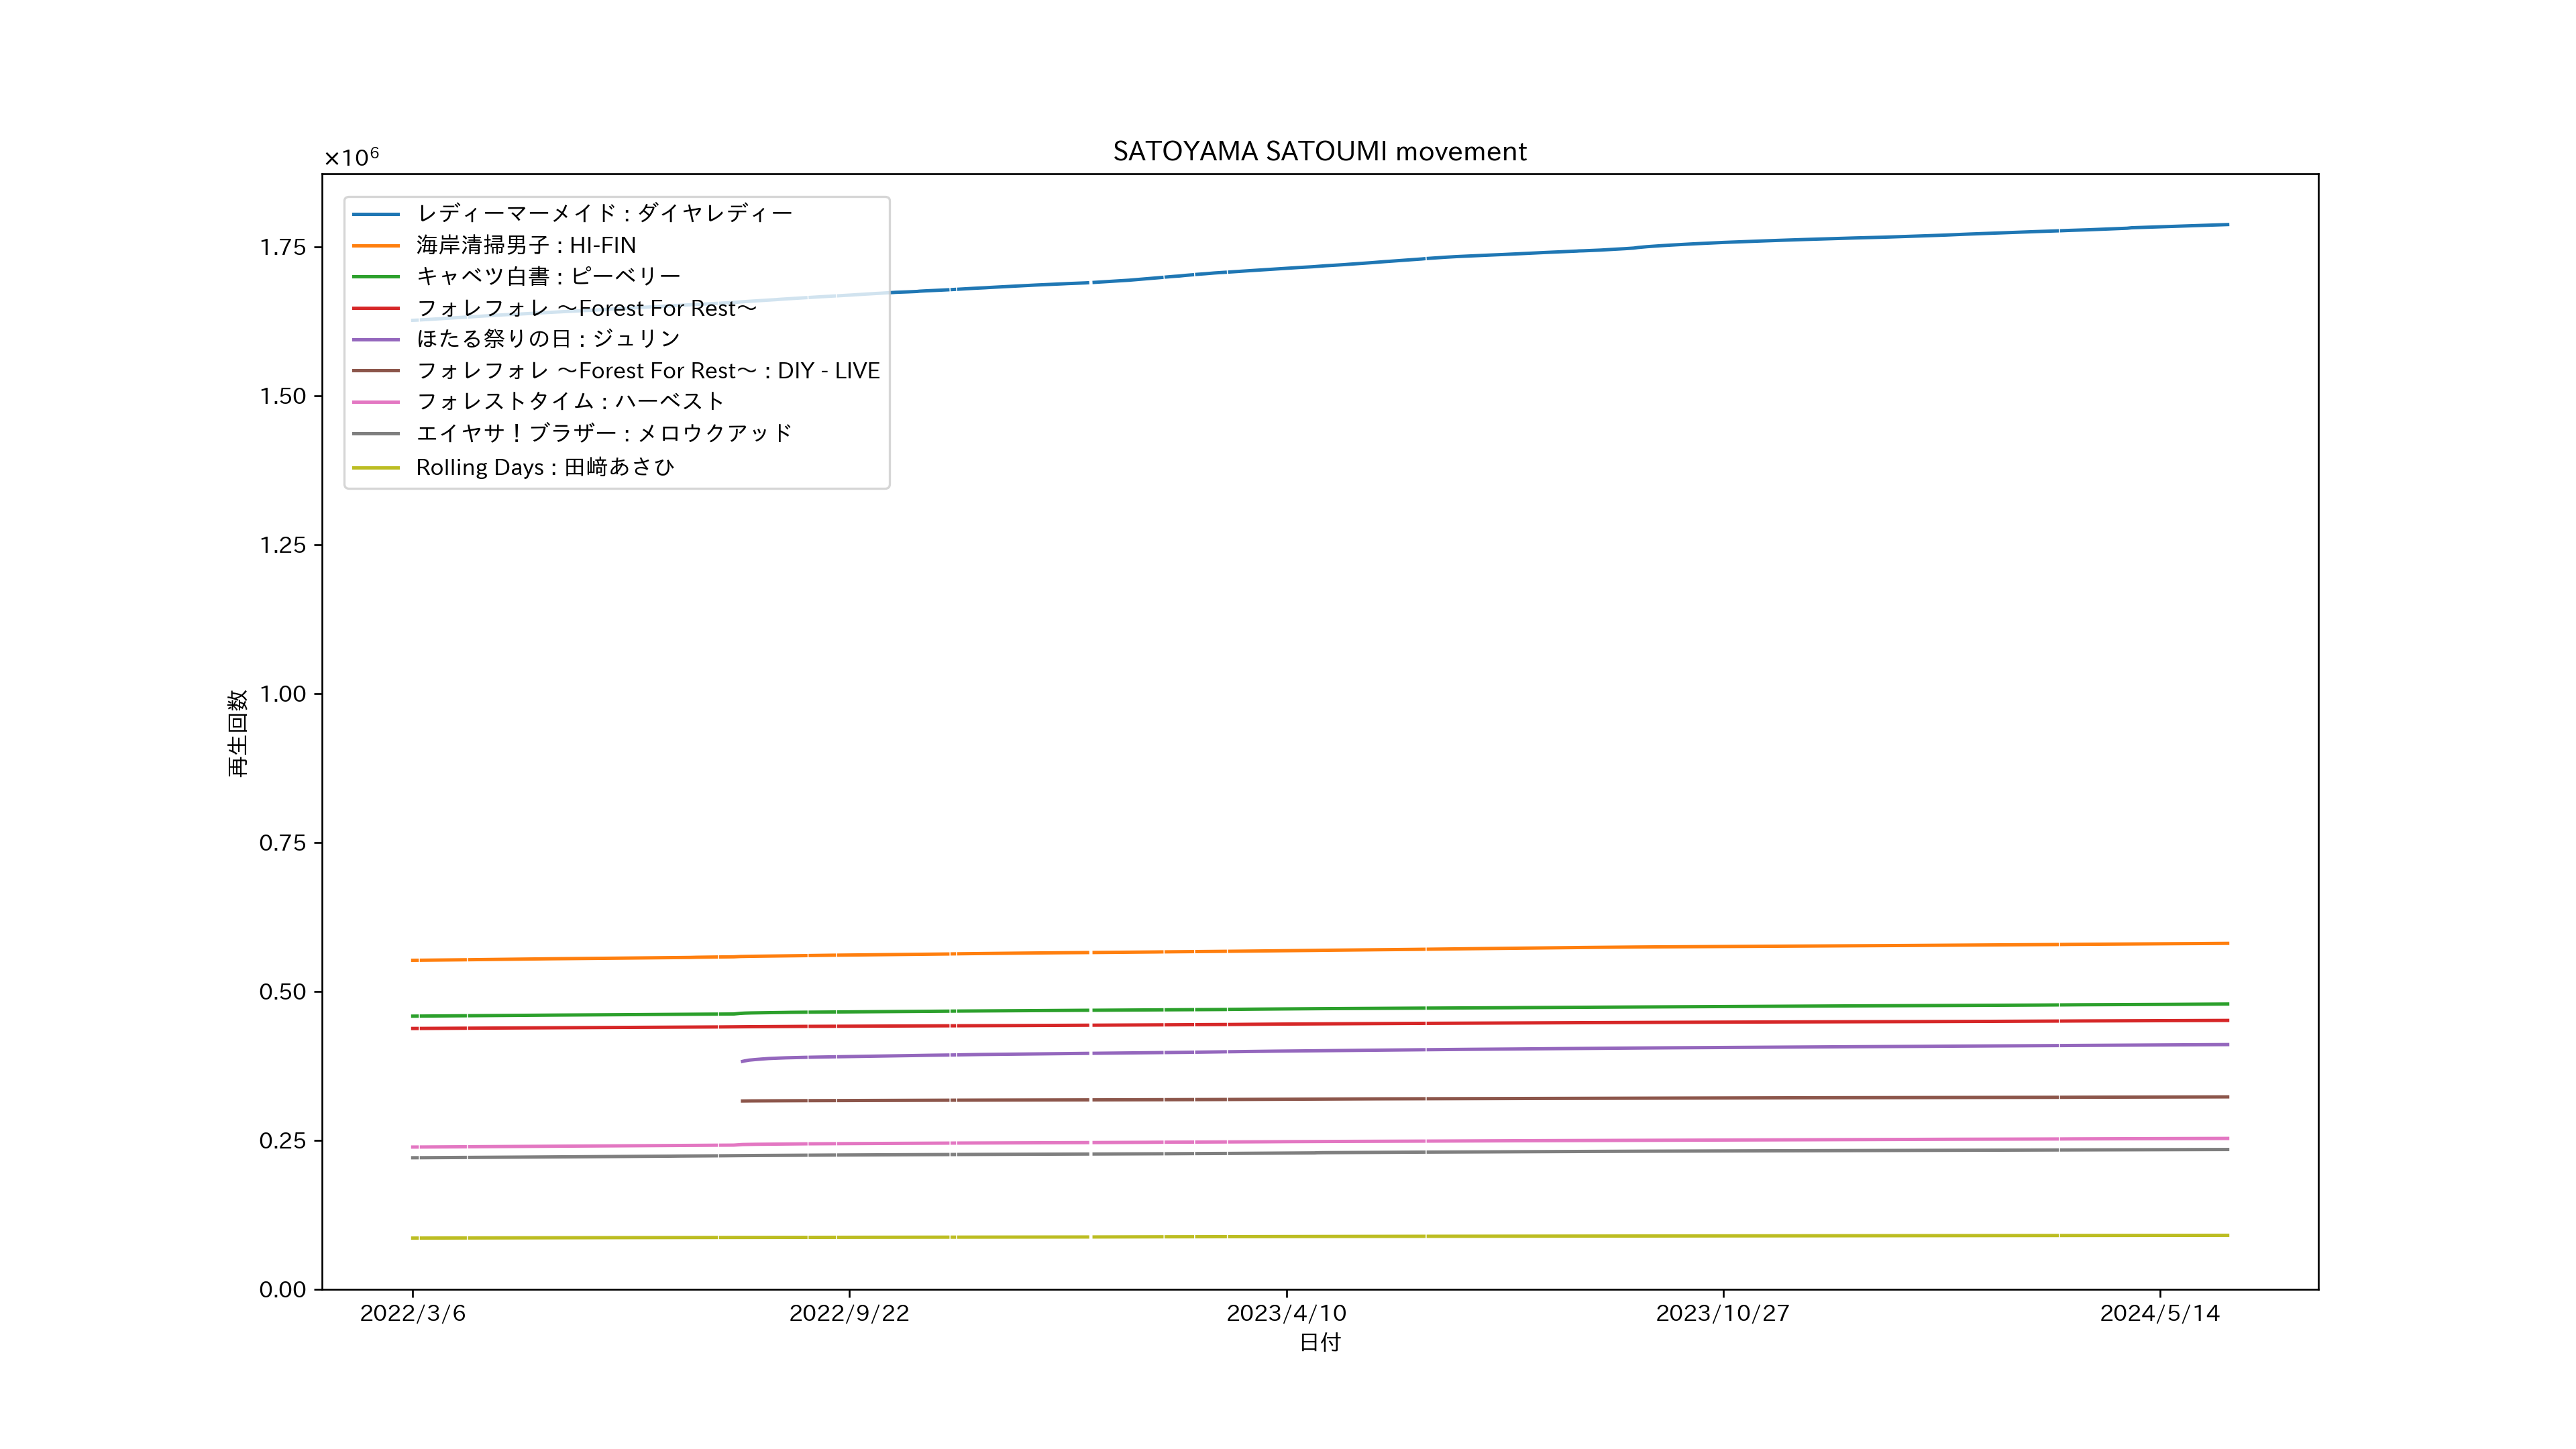 SATOYAMA SATOUMI movement
×10⁶
レディーマーメイド : ダイヤレディー
海岸清掃男子 : HI-FIN
キャベツ白書 : ピーベリー
フォレフォレ 〜Forest For Rest〜
ほたる祭りの日 : ジュリン
フォレフォレ 〜Forest For Rest〜 : DIY - LIVE
フォレストタイム : ハーベスト
エイヤサ！ブラザー : メロウクアッド
Rolling Days : 田﨑あさひ
1.75
1.50
1.25
1.00
0.75
0.50
0.25
0.00
再生回数
2022/3/6
2022/9/22
2023/4/10
2023/10/27
2024/5/14
日付